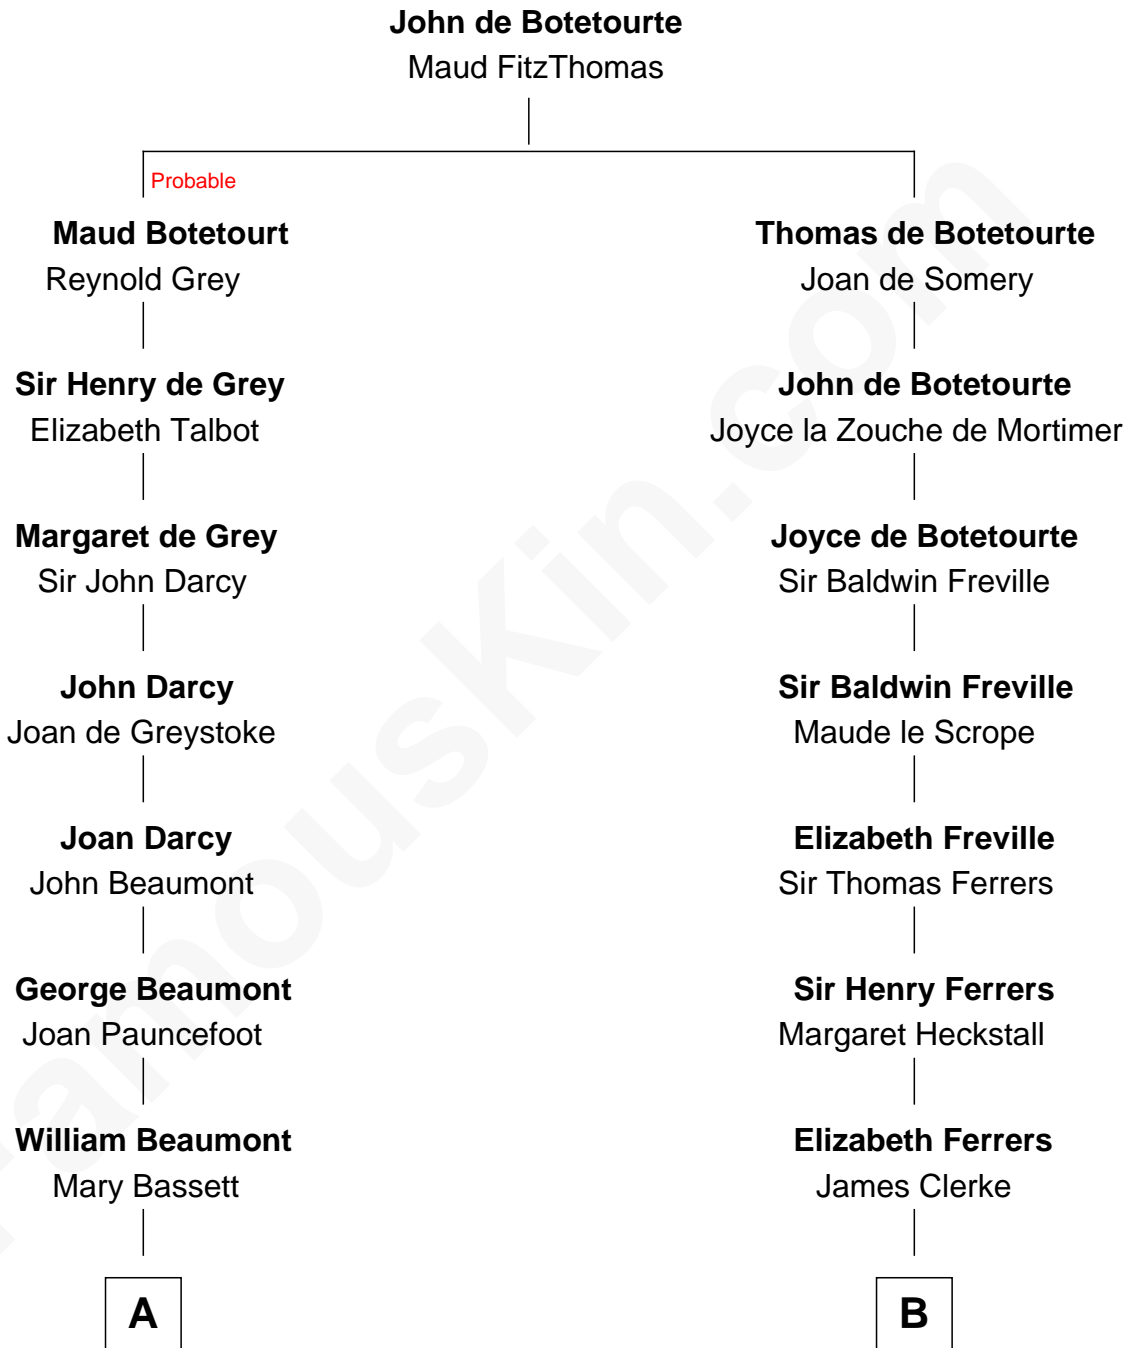 John de Botetourte
Maud FitzThomas
Probable
Maud Botetourt
Reynold Grey
Sir Henry de Grey
Elizabeth Talbot
Margaret de Grey
Sir John Darcy
John Darcy
Joan de Greystoke
Joan Darcy
John Beaumont
George Beaumont
Joan Pauncefoot
William Beaumont
Mary Bassett
A
Thomas de Botetourte
Joan de Somery
John de Botetourte
Joyce la Zouche de Mortimer
Joyce de Botetourte
Sir Baldwin Freville
Sir Baldwin Freville
Maude le Scrope
Elizabeth Freville
Sir Thomas Ferrers
Sir Henry Ferrers
Margaret Heckstall
Elizabeth Ferrers
James Clerke
B
FamousKin.com